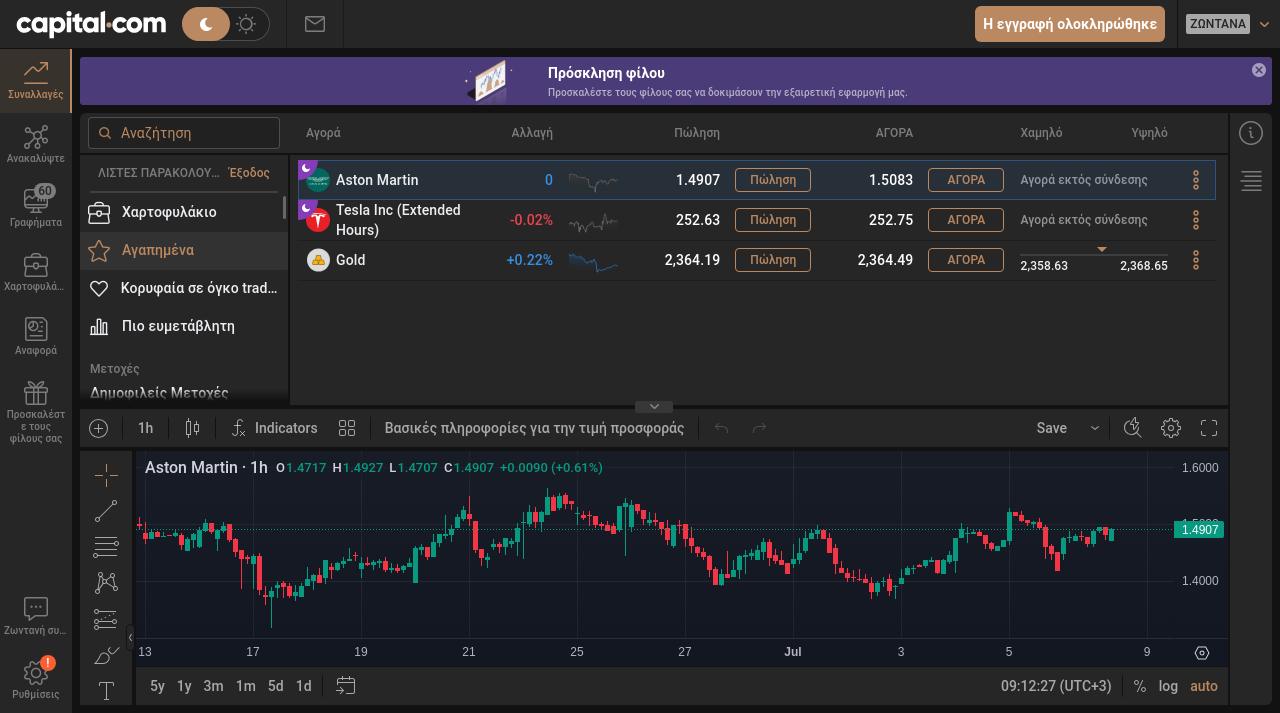 capital.com
Η εγγραφή ολοκληρώθηκε
ΖΩΝΤΑΝΆ
Συναλλαγές
Ανακαλύψτε
60
Γραφήματα
Χαρτοφυλά...
Αναφορά
Προσκαλέστ
ε τους
φίλους σας
Ζωντανή συ...
!
Ρυθμίσεις
Πρόσκληση φίλου
Προσκαλέστε τους φίλους σας να δοκιμάσουν την εξαιρετική εφαρμογή μας.
Αναζήτηση
ΛΙΣΤΕΣ ΠΑΡΑΚΟΛΟΥ... Έξοδος
Χαρτοφυλάκιο
Αγαπημένα
Κορυφαία σε όγκο trad...
Πιο ευμετάβλητη
Μετοχές
Δημοφιλείς Μετοχές
Αγορά Αλλαγή Πώληση ΑΓΟΡΑ Χαμηλό Υψηλό
Aston Martin 0 1.4907 Πώληση 1.5083 ΑΓΟΡΑ Αγορά εκτός σύνδεσης
Tesla Inc (Extended
Hours) -0.02% 252.63 Πώληση 252.75 ΑΓΟΡΑ Αγορά εκτός σύνδεσης
Gold +0.22% 2,364.19 Πώληση 2,364.49 ΑΓΟΡΑ 2,358.63 2,368.65
1h Indicators Βασικές πληροφορίες για την τιμή προσφοράς Save
Aston Martin · 1h O1.4717 H1.4927 L1.4707 C1.4907 +0.0090 (+0.61%)
1.6000
1.4907
1.4000
13 17 19 21 25 27 Jul 3 5 9
5y 1y 3m 1m 5d 1d 09:12:27 (UTC+3) % log auto